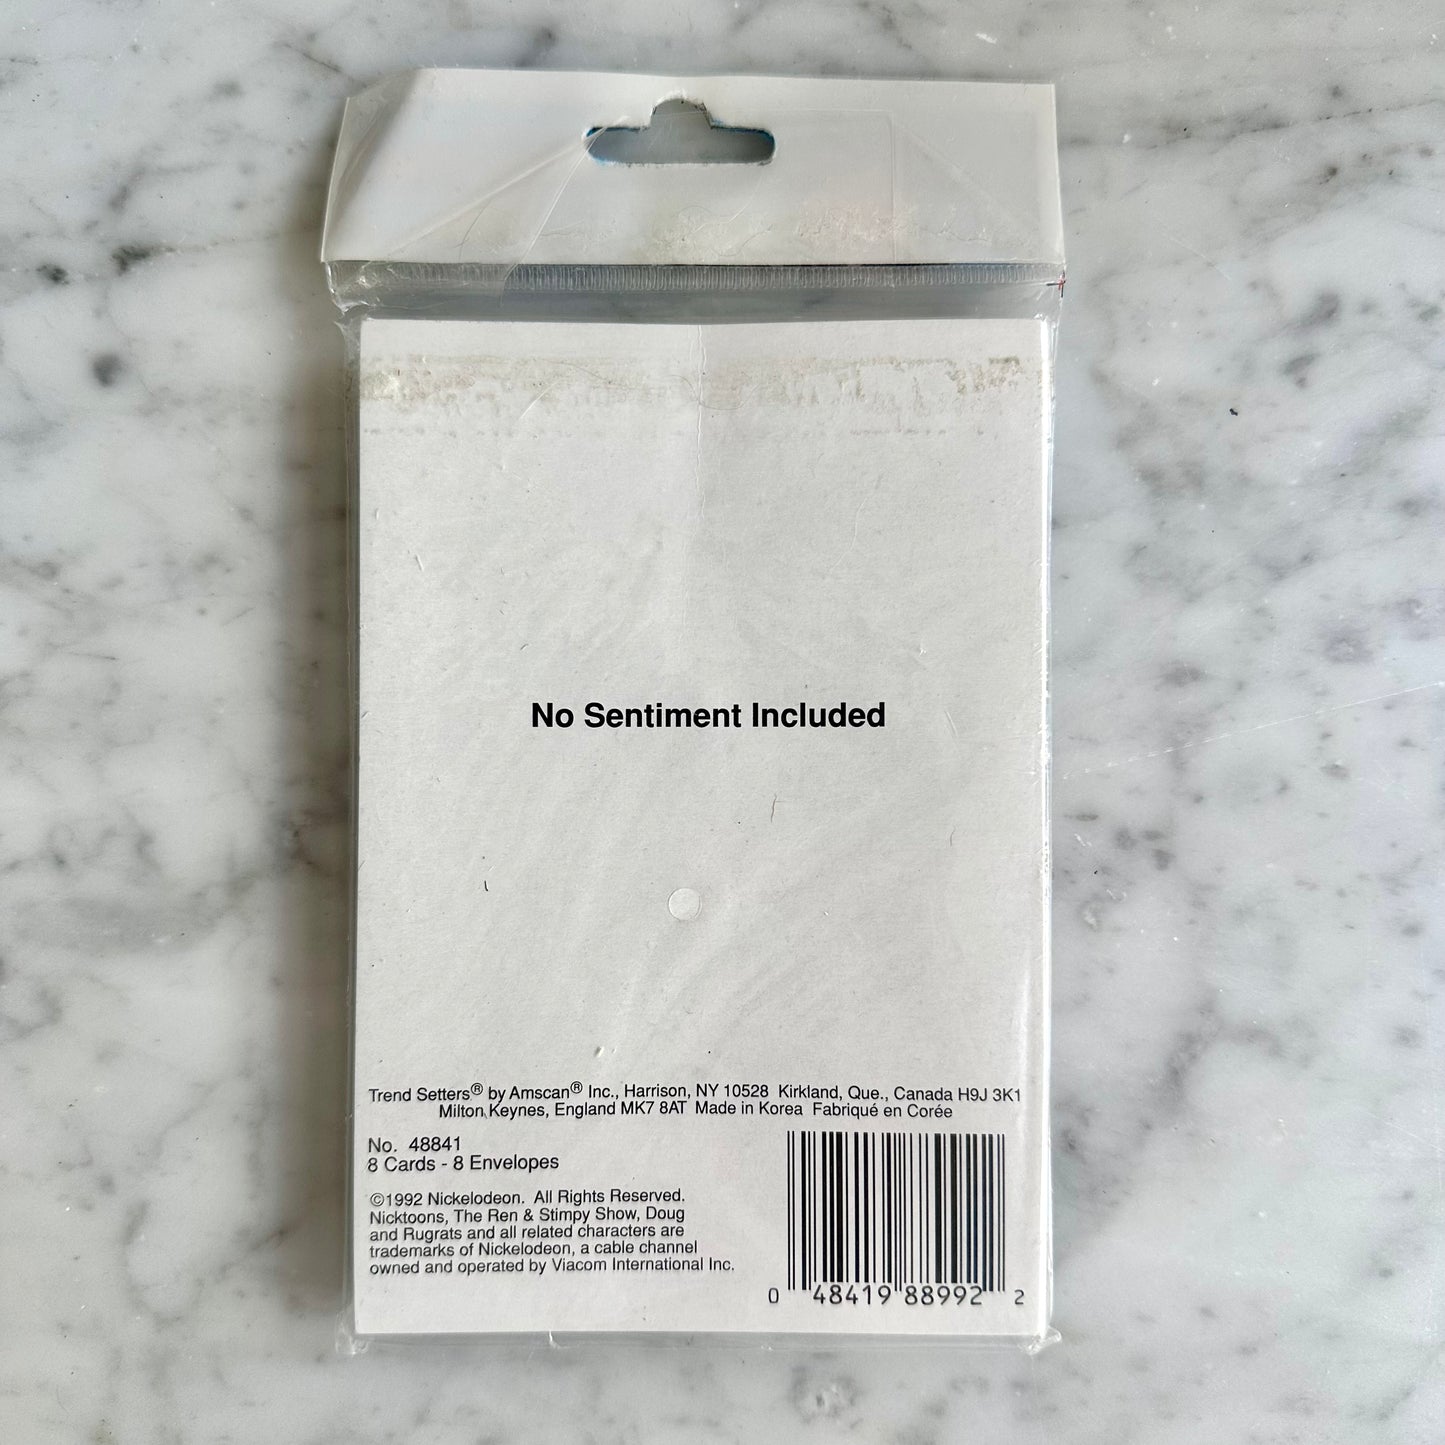 No Sentiment Included
Trend Setters® by Amscan® Inc., Harrison, NY 10528 Kirkland, Que., Canada H9J 3K1
Milton Keynes, England MK7 8AT Made in Korea Fabriqué en Corée
No. 48841
8 Cards - 8 Envelopes
©1992 Nickelodeon. All Rights Reserved.
Nicktoons, The Ren & Stimpy Show, Doug
and Rugrats and all related characters are
trademarks of Nickelodeon, a cable channel
owned and operated by Viacom International Inc.
0 48419 88992 2